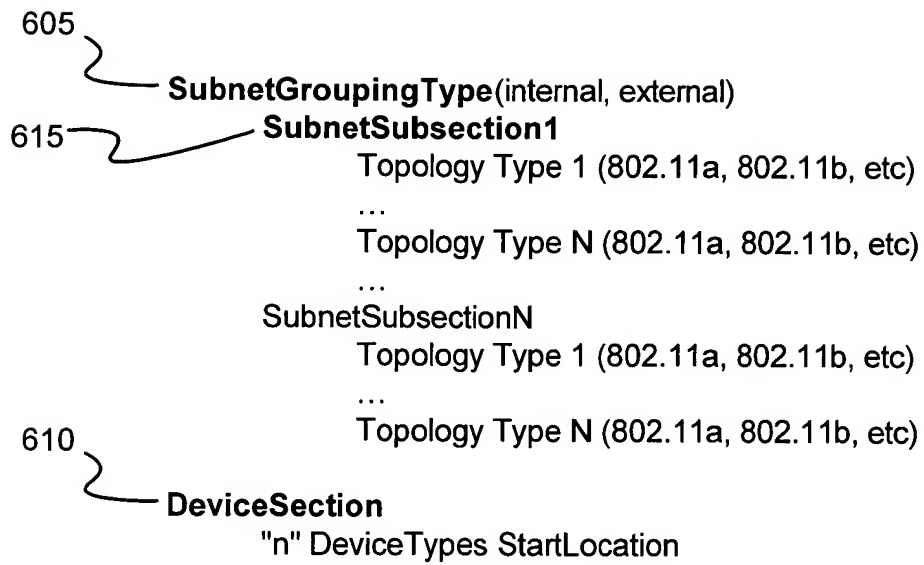 605
SubnetGroupingType(internal, external)
615
SubnetSubsection1
Topology Type 1 (802.11a, 802.11b, etc)
...
Topology Type N (802.11a, 802.11b, etc)
...
SubnetSubsectionN
Topology Type 1 (802.11a, 802.11b, etc)
...
Topology Type N (802.11a, 802.11b, etc)
610
DeviceSection
"n" DeviceTypes StartLocation